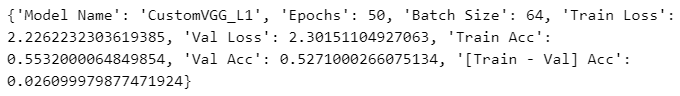 {'Model Name': 'CustomVGG_L1', 'Epochs': 50, 'Batch Size': 64, 'Train Loss':
2.2262232303619385, 'Val Loss': 2.30151104927063, 'Train Acc':
0.5532000064849854, 'Val Acc': 0.5271000266075134, '[Train - Val] Acc':
0.026099979877471924}